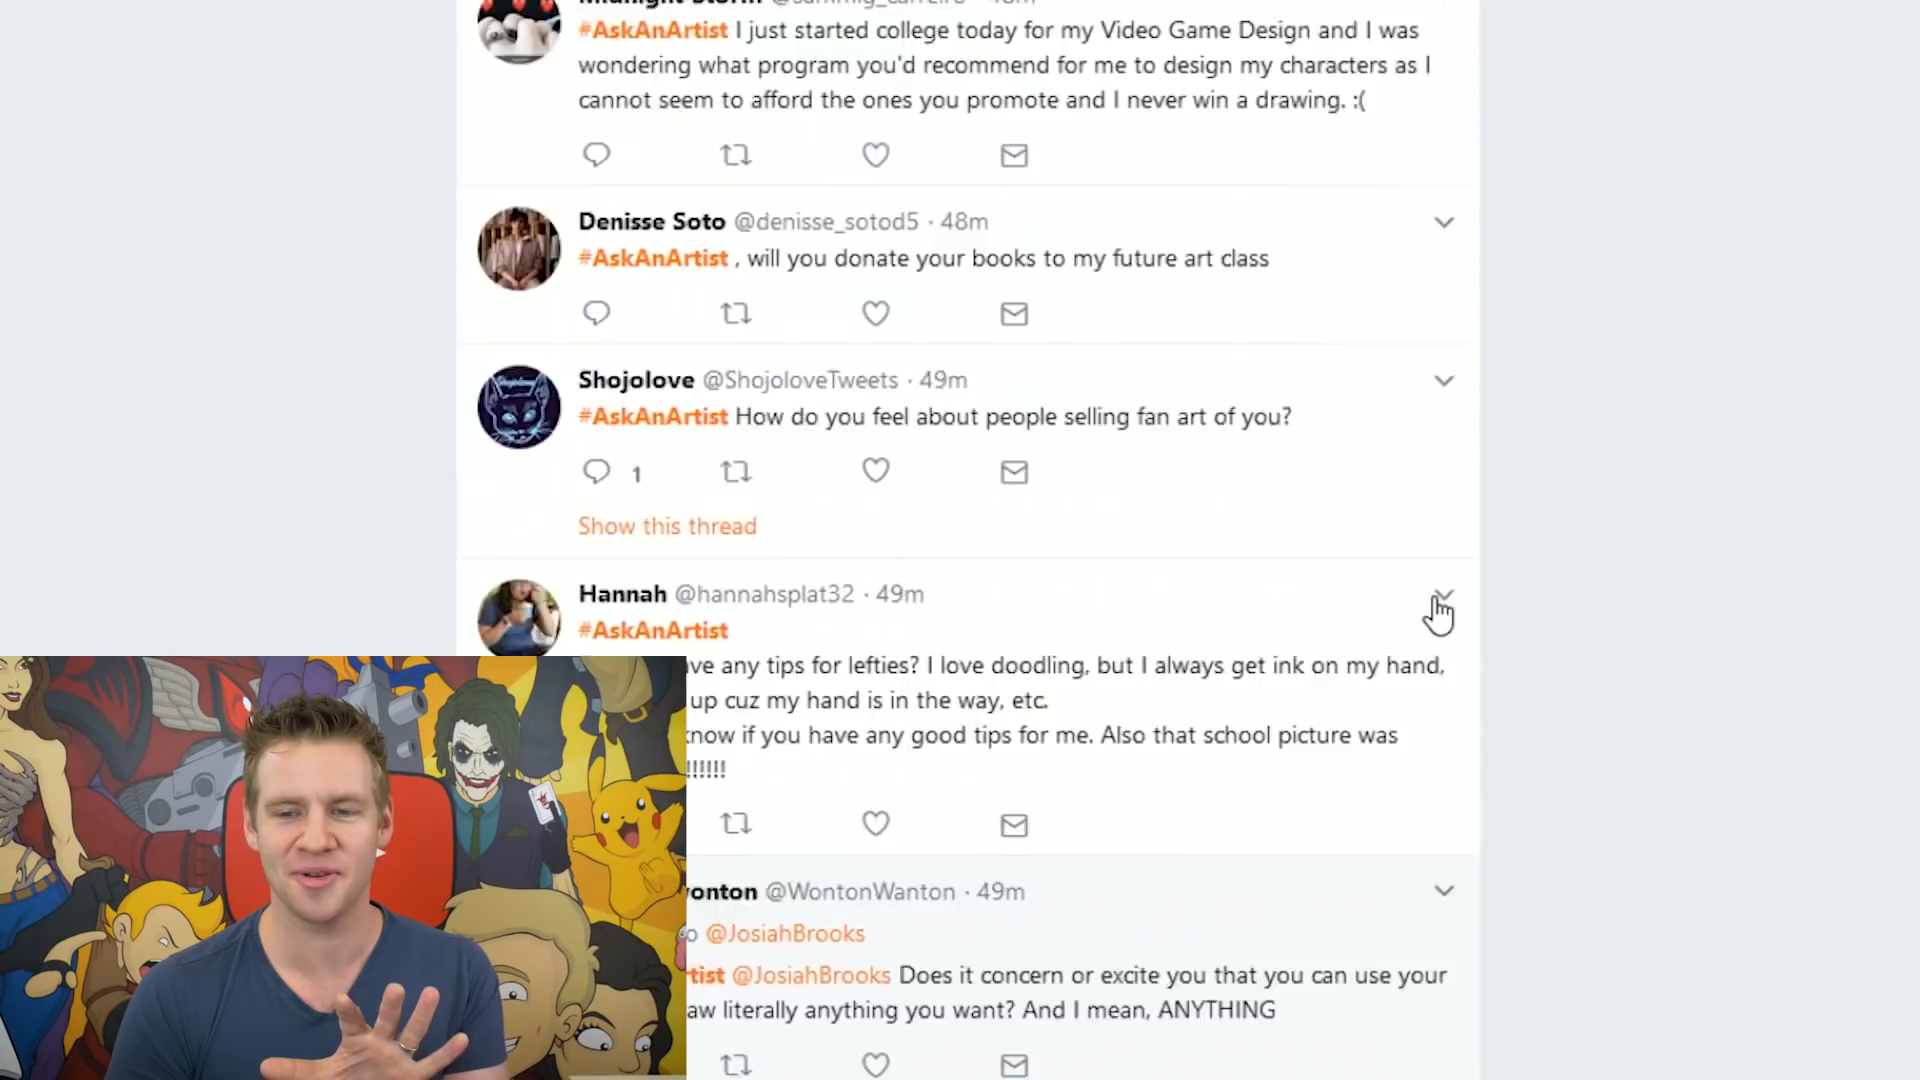 #AskAnArtist I just started college today for my Video Game Design and I was
wondering what program you'd recommend for me to design my characters as I
cannot seem to afford the ones you promote and I never win a drawing. :(
Denisse Soto @denisse_sotod5 · 48m
#AskAnArtist , will you donate your books to my future art class
Shojolove @ShojoloveTweets · 49m
#AskAnArtist How do you feel about people selling fan art of you?
1
Show this thread
Hannah @hannahsplat32 · 49m
#AskAnArtist
any tips for lefties? I love doodling, but I always get ink on my hand,
up cuz my hand is in the way, etc.
know if you have any good tips for me. Also that school picture was
!!!!!!!
onton @WontonWanton · 49m
@JosiahBrooks
tist @JosiahBrooks Does it concern or excite you that you can use your
aw literally anything you want? And I mean, ANYTHING